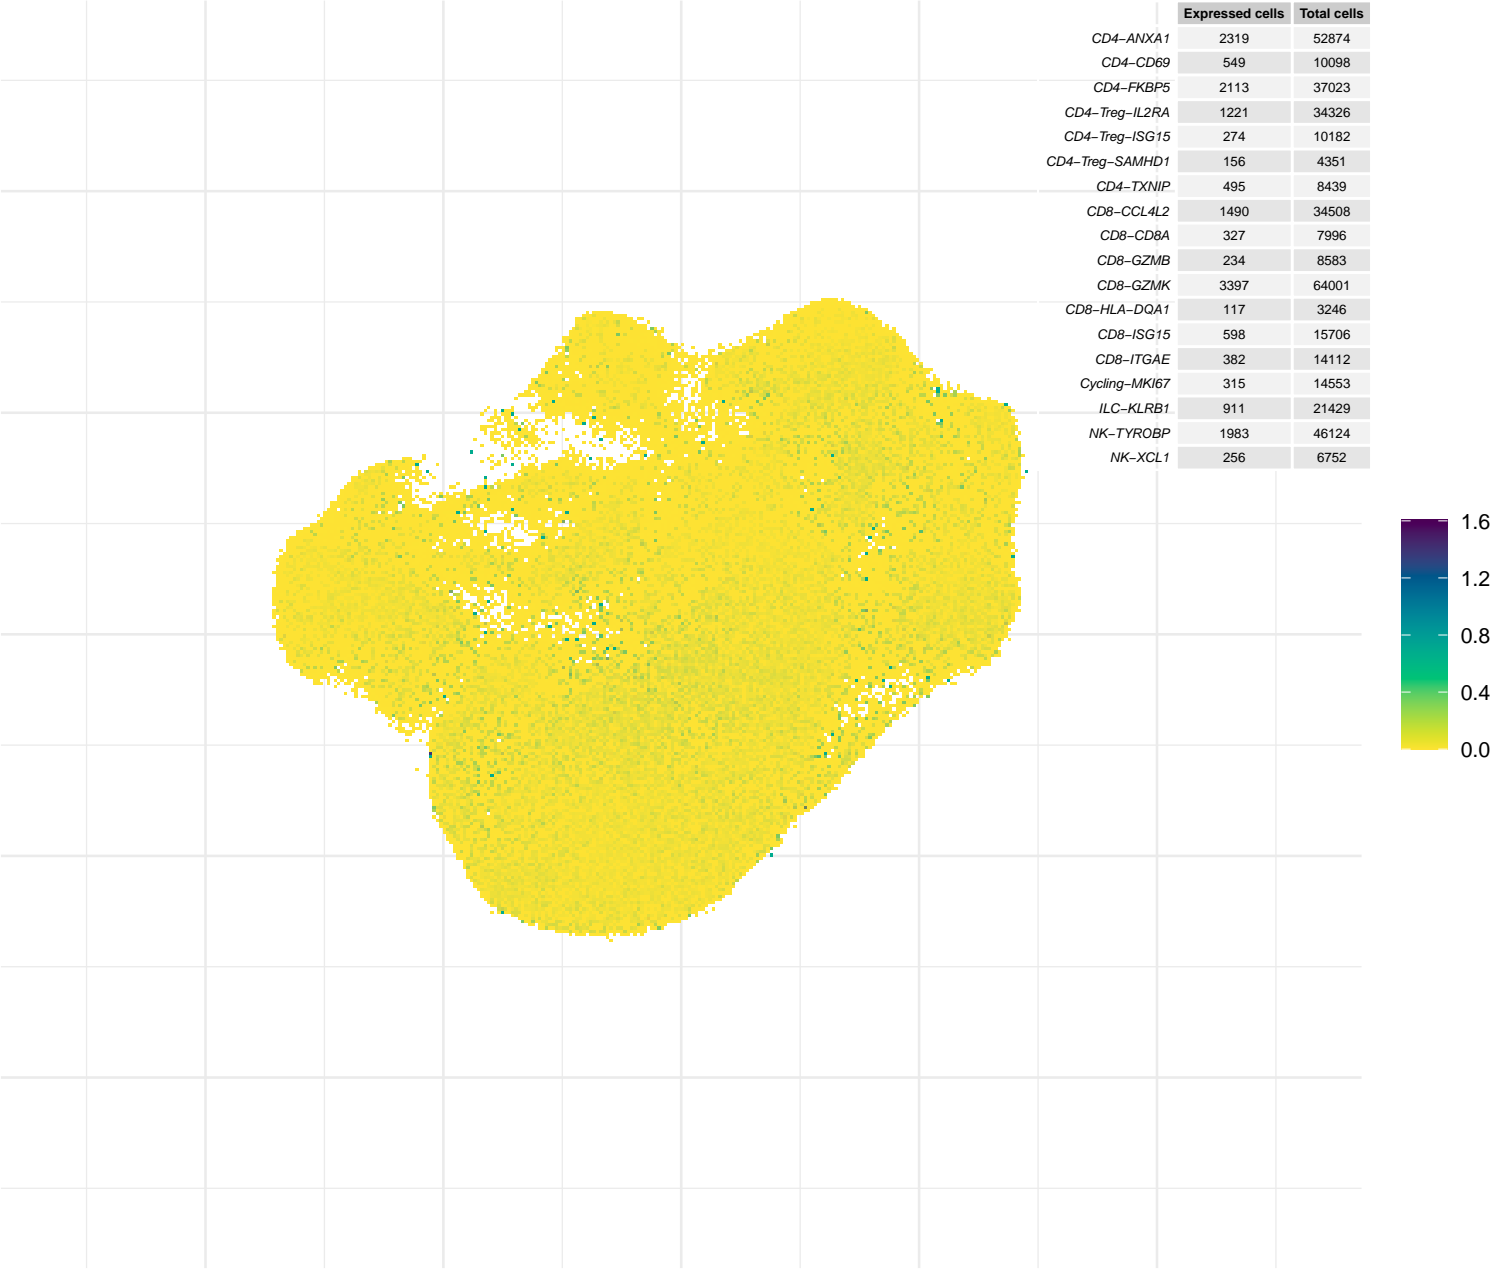 Expressed cells Total cells
CD4−ANXA1 2319 52874
CD4−CD69 549 10098
CD4−FKBP5 2113 37023
CD4−Treg−IL2RA 1221 34326
CD4−Treg−ISG15 274 10182
CD4−Treg−SAMHD1 156 4351
CD4−TXNIP 495 8439
CD8−CCL4L2 1490 34508
CD8−CD8A 327 7996
CD8−GZMB 234 8583
CD8−GZMK 3397 64001
CD8−HLA−DQA1 117 3246
CD8−ISG15 598 15706
CD8−ITGAE 382 14112
Cycling−MKI67 315 14553
ILC−KLRB1 911 21429
NK−TYROBP 1983 46124
NK−XCL1 256 6752
1.6
1.2
0.8
0.4
0.0